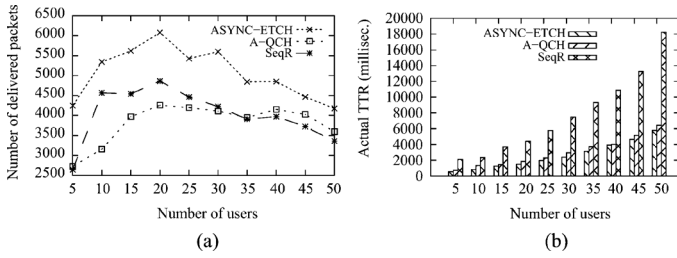 6500
6000
5500
5000
4500
4000
3500
3000
2500
Number of delivered packets
ASYNC-ETCH
A-QCH
SeqR
5 10 15 20 25 30 35 40 45 50
Number of users
(a)
20000
18000
16000
14000
12000
10000
8000
6000
4000
2000
0
Actual TTR (millisec.)
ASYNC-ETCH
A-QCH
SeqR
5 10 15 20 25 30 35 40 45 50
Number of users
(b)